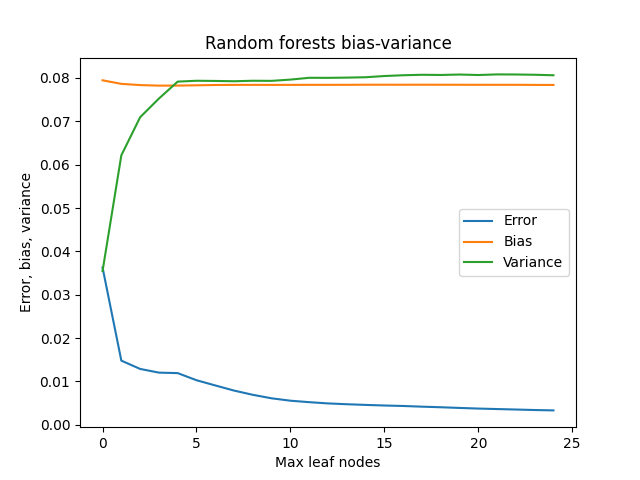 Random forests bias-variance
0.08
0.07
0.06
0.05
0.04
0.03
0.02
0.01
0.00
Error, bias, variance
Error
Bias
Variance
0 5 10 15 20 25
Max leaf nodes